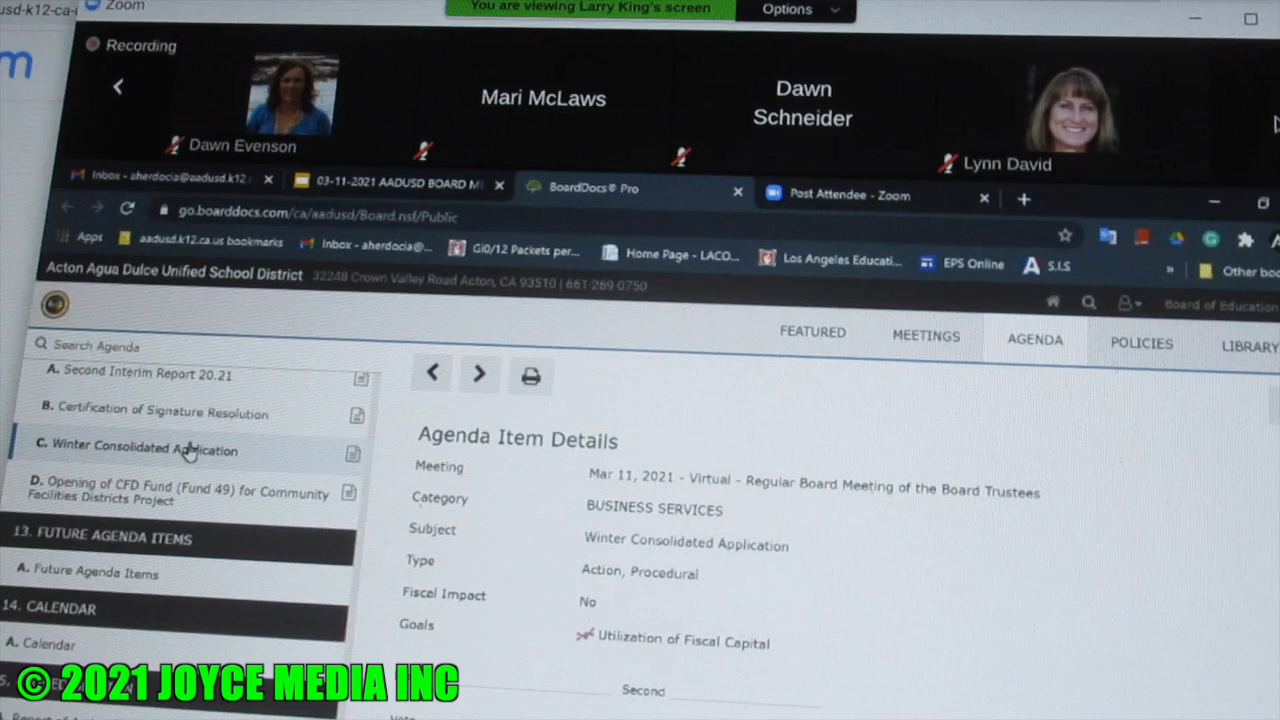 usd-k12-ca-
Zoom
You are viewing Larry King's screen
Options
m
Recording
Dawn Evenson
Mari McLaws
Dawn
Schneider
Lynn David
Inbox - aherdocia@aadusd.k12
03-11-2021 AADUSD BOARD M
BoardDocs® Pro
Post Attendee - Zoom
go.boarddocs.com/ca/aadusd/Board.nsf/Public
Apps
aadusd.k12.ca.us bookmarks
Inbox - aherdocia@...
Gi0/12 Packets per...
Home Page - LACO...
Los Angeles Educati...
EPS Online
S.I.S
»
Other boo
Acton Agua Dulce Unified School District 32248 Crown Valley Road Acton, CA 93510 | 661-269-0750
Board of Education
FEATURED
MEETINGS
AGENDA
POLICIES
LIBRARY
Search Agenda
A. Second Interim Report 20.21
B. Certification of Signature Resolution
C. Winter Consolidated Application
D. Opening of CFD Fund (Fund 49) for Community
Facilities Districts Project
13. FUTURE AGENDA ITEMS
A. Future Agenda Items
14. CALENDAR
A. Calendar
Agenda Item Details
Meeting
Mar 11, 2021 - Virtual - Regular Board Meeting of the Board Trustees
Category
BUSINESS SERVICES
Subject
Winter Consolidated Application
Type
Action, Procedural
Fiscal Impact
No
Goals
Utilization of Fiscal Capital
Second
© 2021 JOYCE MEDIA INC